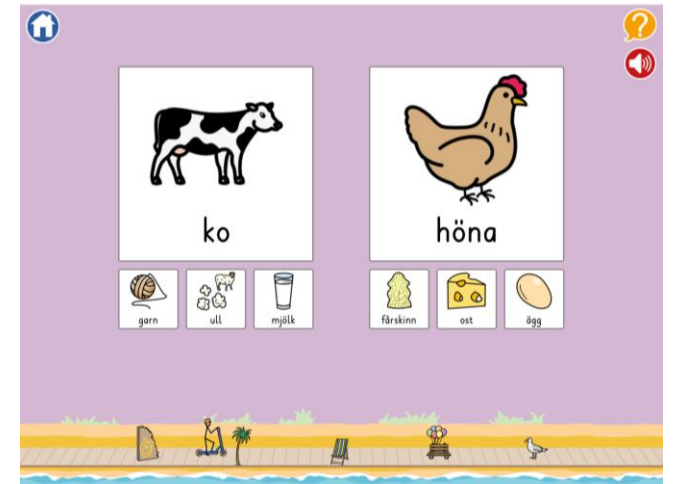 ?
ko
höna
garn
ull
mjölk
fårskinn
ost
ägg